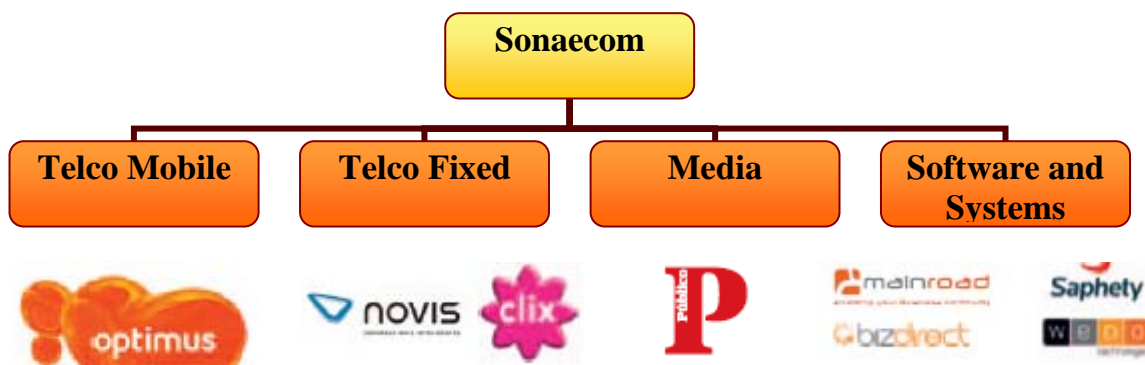 Sonaecom
Telco Mobile
Telco Fixed
Media
Software and
Systems
optimus
novis
clix
Público
P
mainroad
bizdirect
Saphety
wedo